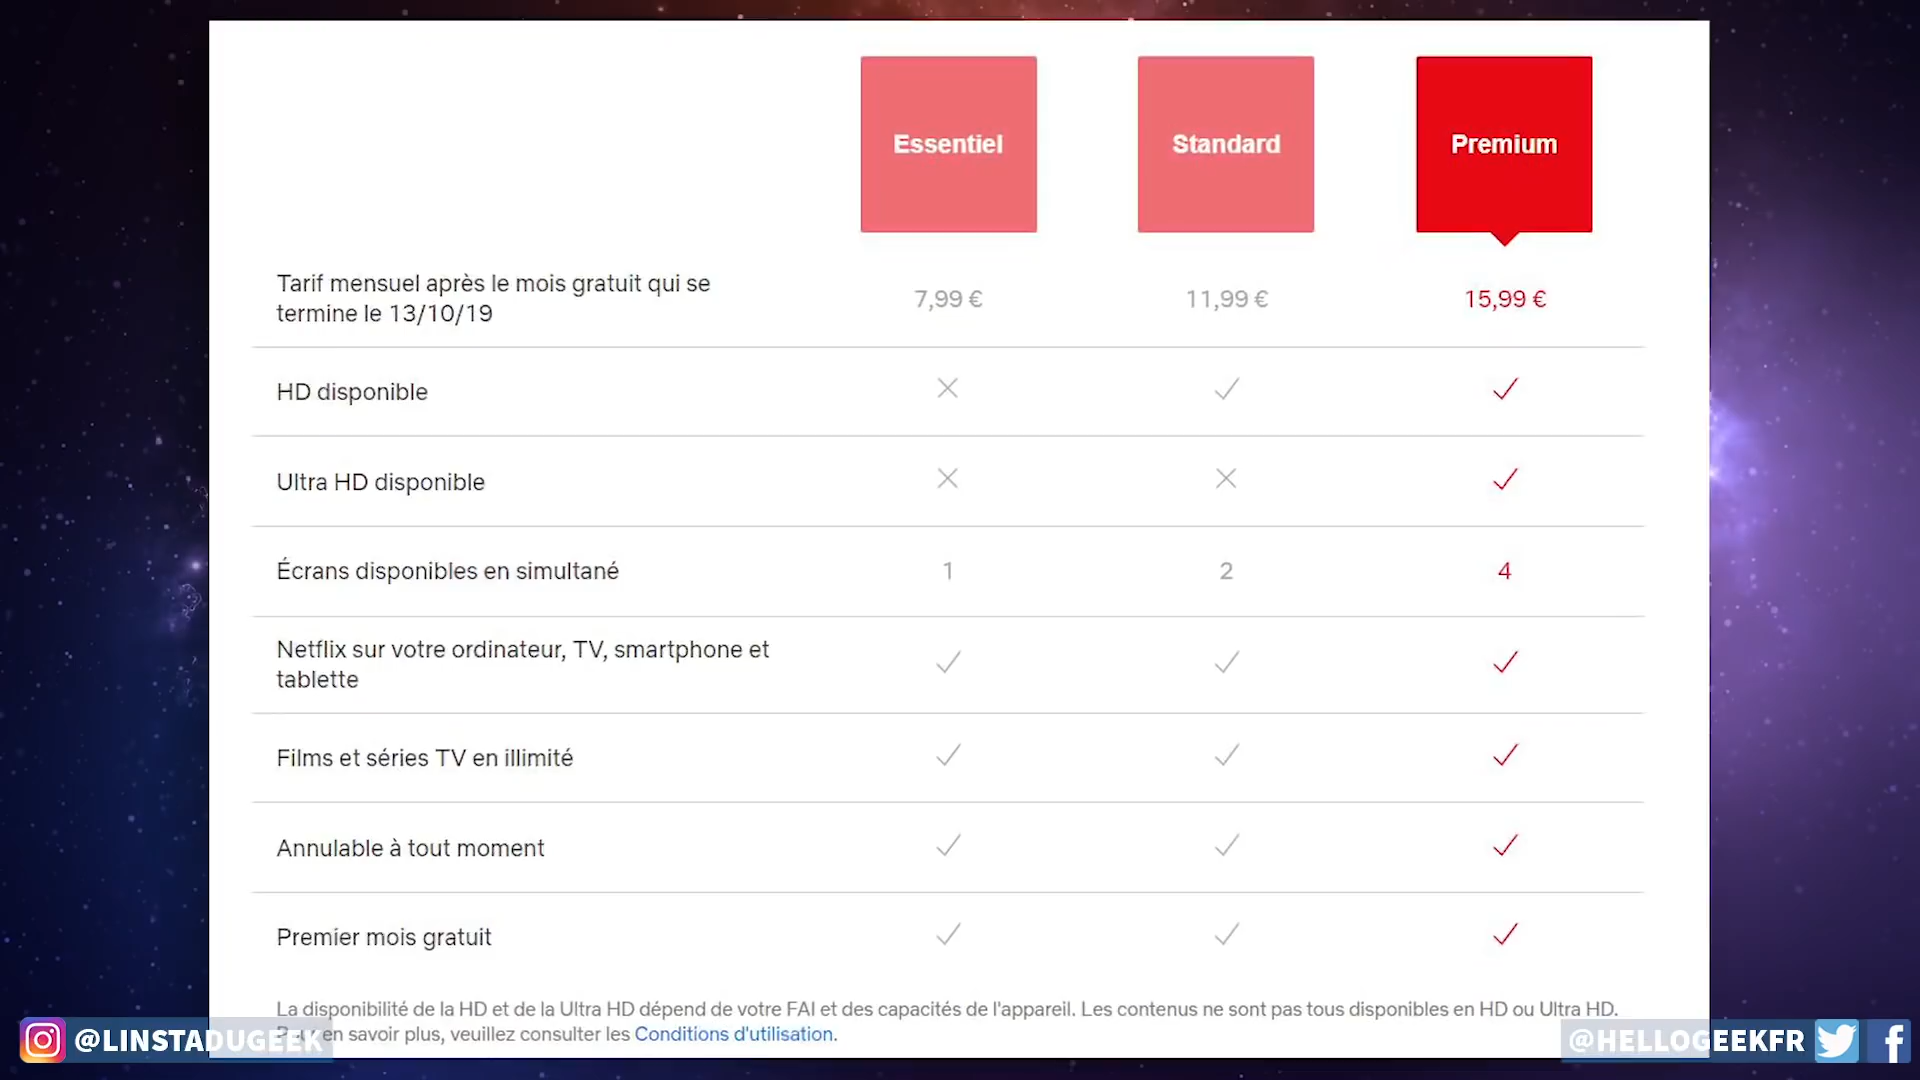 Essentiel Standard Premium
Tarif mensuel après le mois gratuit qui se
termine le 13/10/19
7,99 € 11,99 € 15,99 €
HD disponible
Ultra HD disponible
Écrans disponibles en simultané 1 2 4
Netflix sur votre ordinateur, TV, smartphone et
tablette
Films et séries TV en illimité
Annulable à tout moment
Premier mois gratuit
La disponibilité de la HD et de la Ultra HD dépend de votre FAI et des capacités de l'appareil. Les contenus ne sont pas tous disponibles en HD ou Ultra HD.
en savoir plus, veuillez consulter les Conditions d'utilisation.
@LINSTADUGEEK
@HELLOGEEKFR